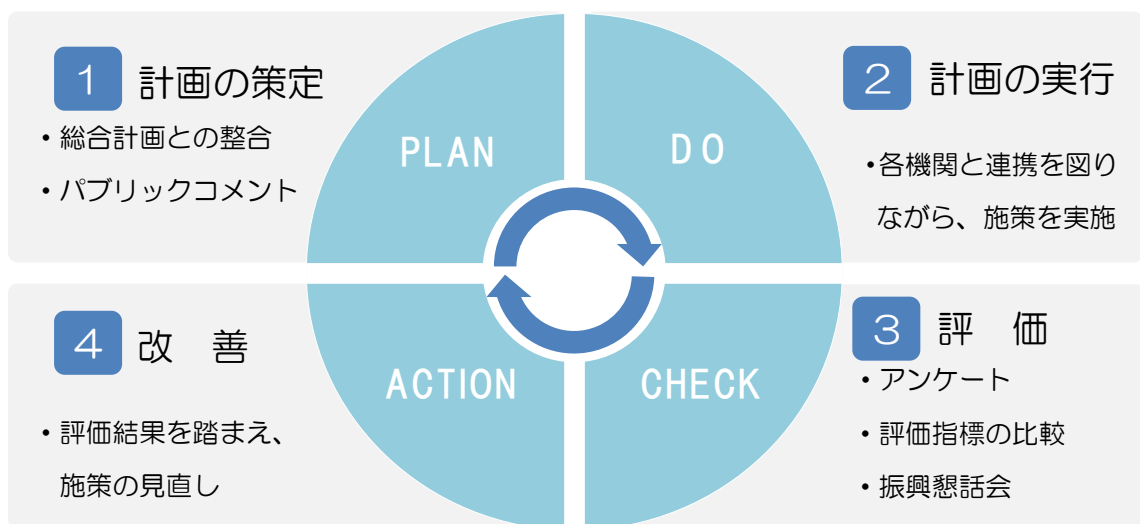 1 計画の策定
・総合計画との整合
・パブリックコメント
PLAN
DO
2 計画の実行
・各機関と連携を図り
ながら、施策を実施
4 改 善
・評価結果を踏まえ、
施策の見直し
ACTION
CHECK
3 評 価
・アンケート
・評価指標の比較
・振興懇話会